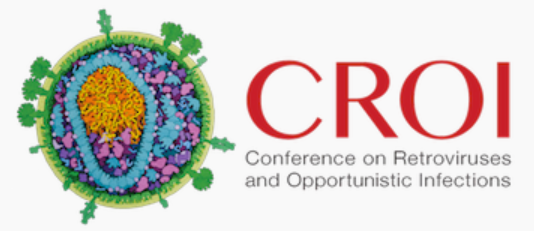 CROI
Conference on Retroviruses
and Opportunistic Infections